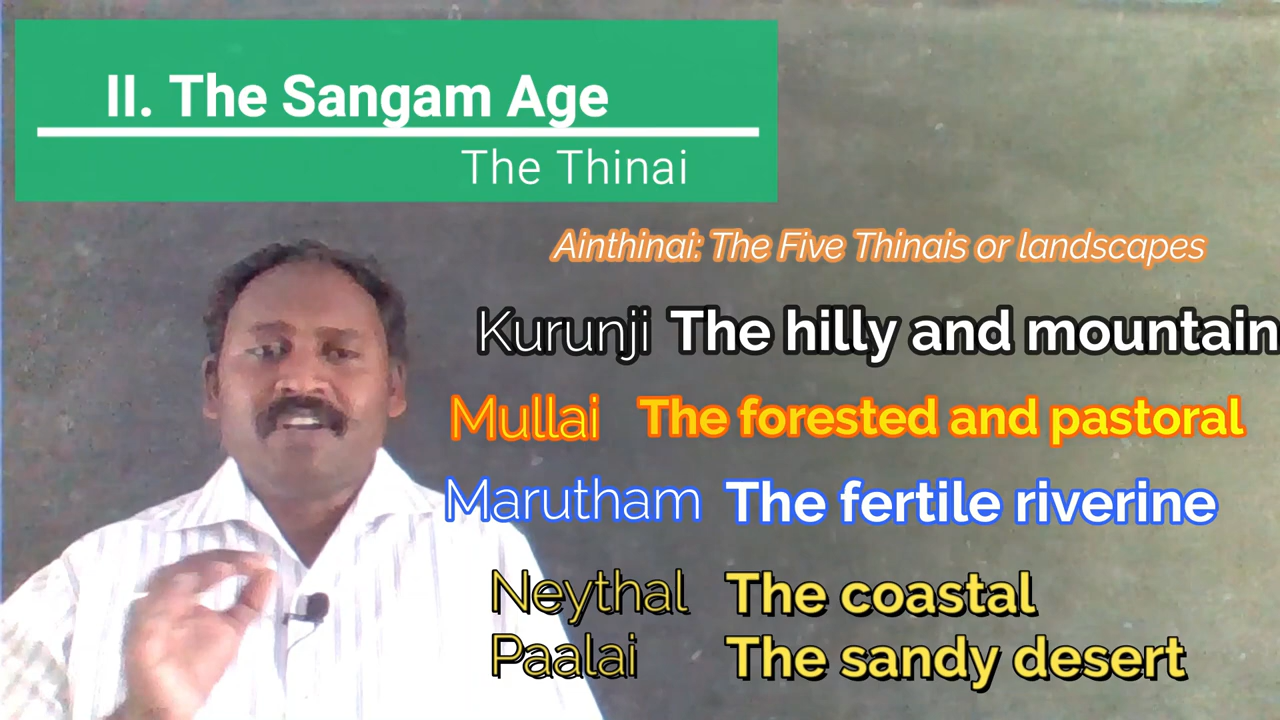 II. The Sangam Age
The Thinai
Ainthinai: The Five Thinais or landscapes
Kurunji The hilly and mountain
Mullai The forested and pastoral
Marutham The fertile riverine
Neythal The coastal
Paalai The sandy desert